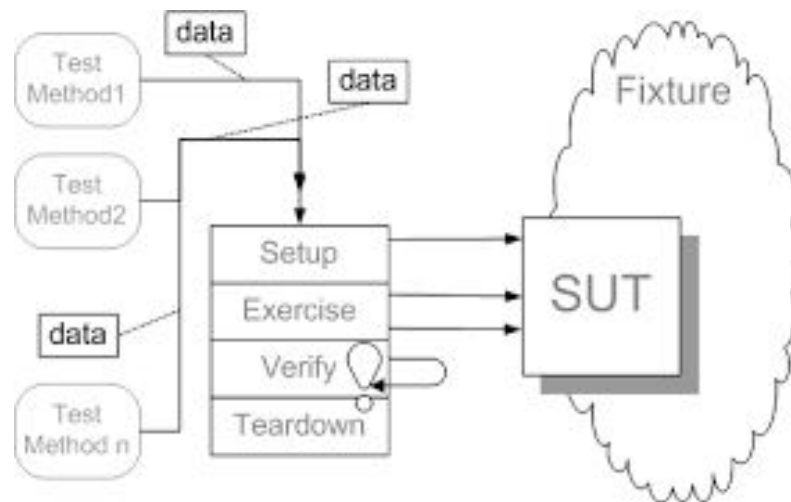 data
Test
Method1
data
Fixture
Test
Method2
Setup
SUT
Exercise
data
Verify
Test
Method n
Teardown